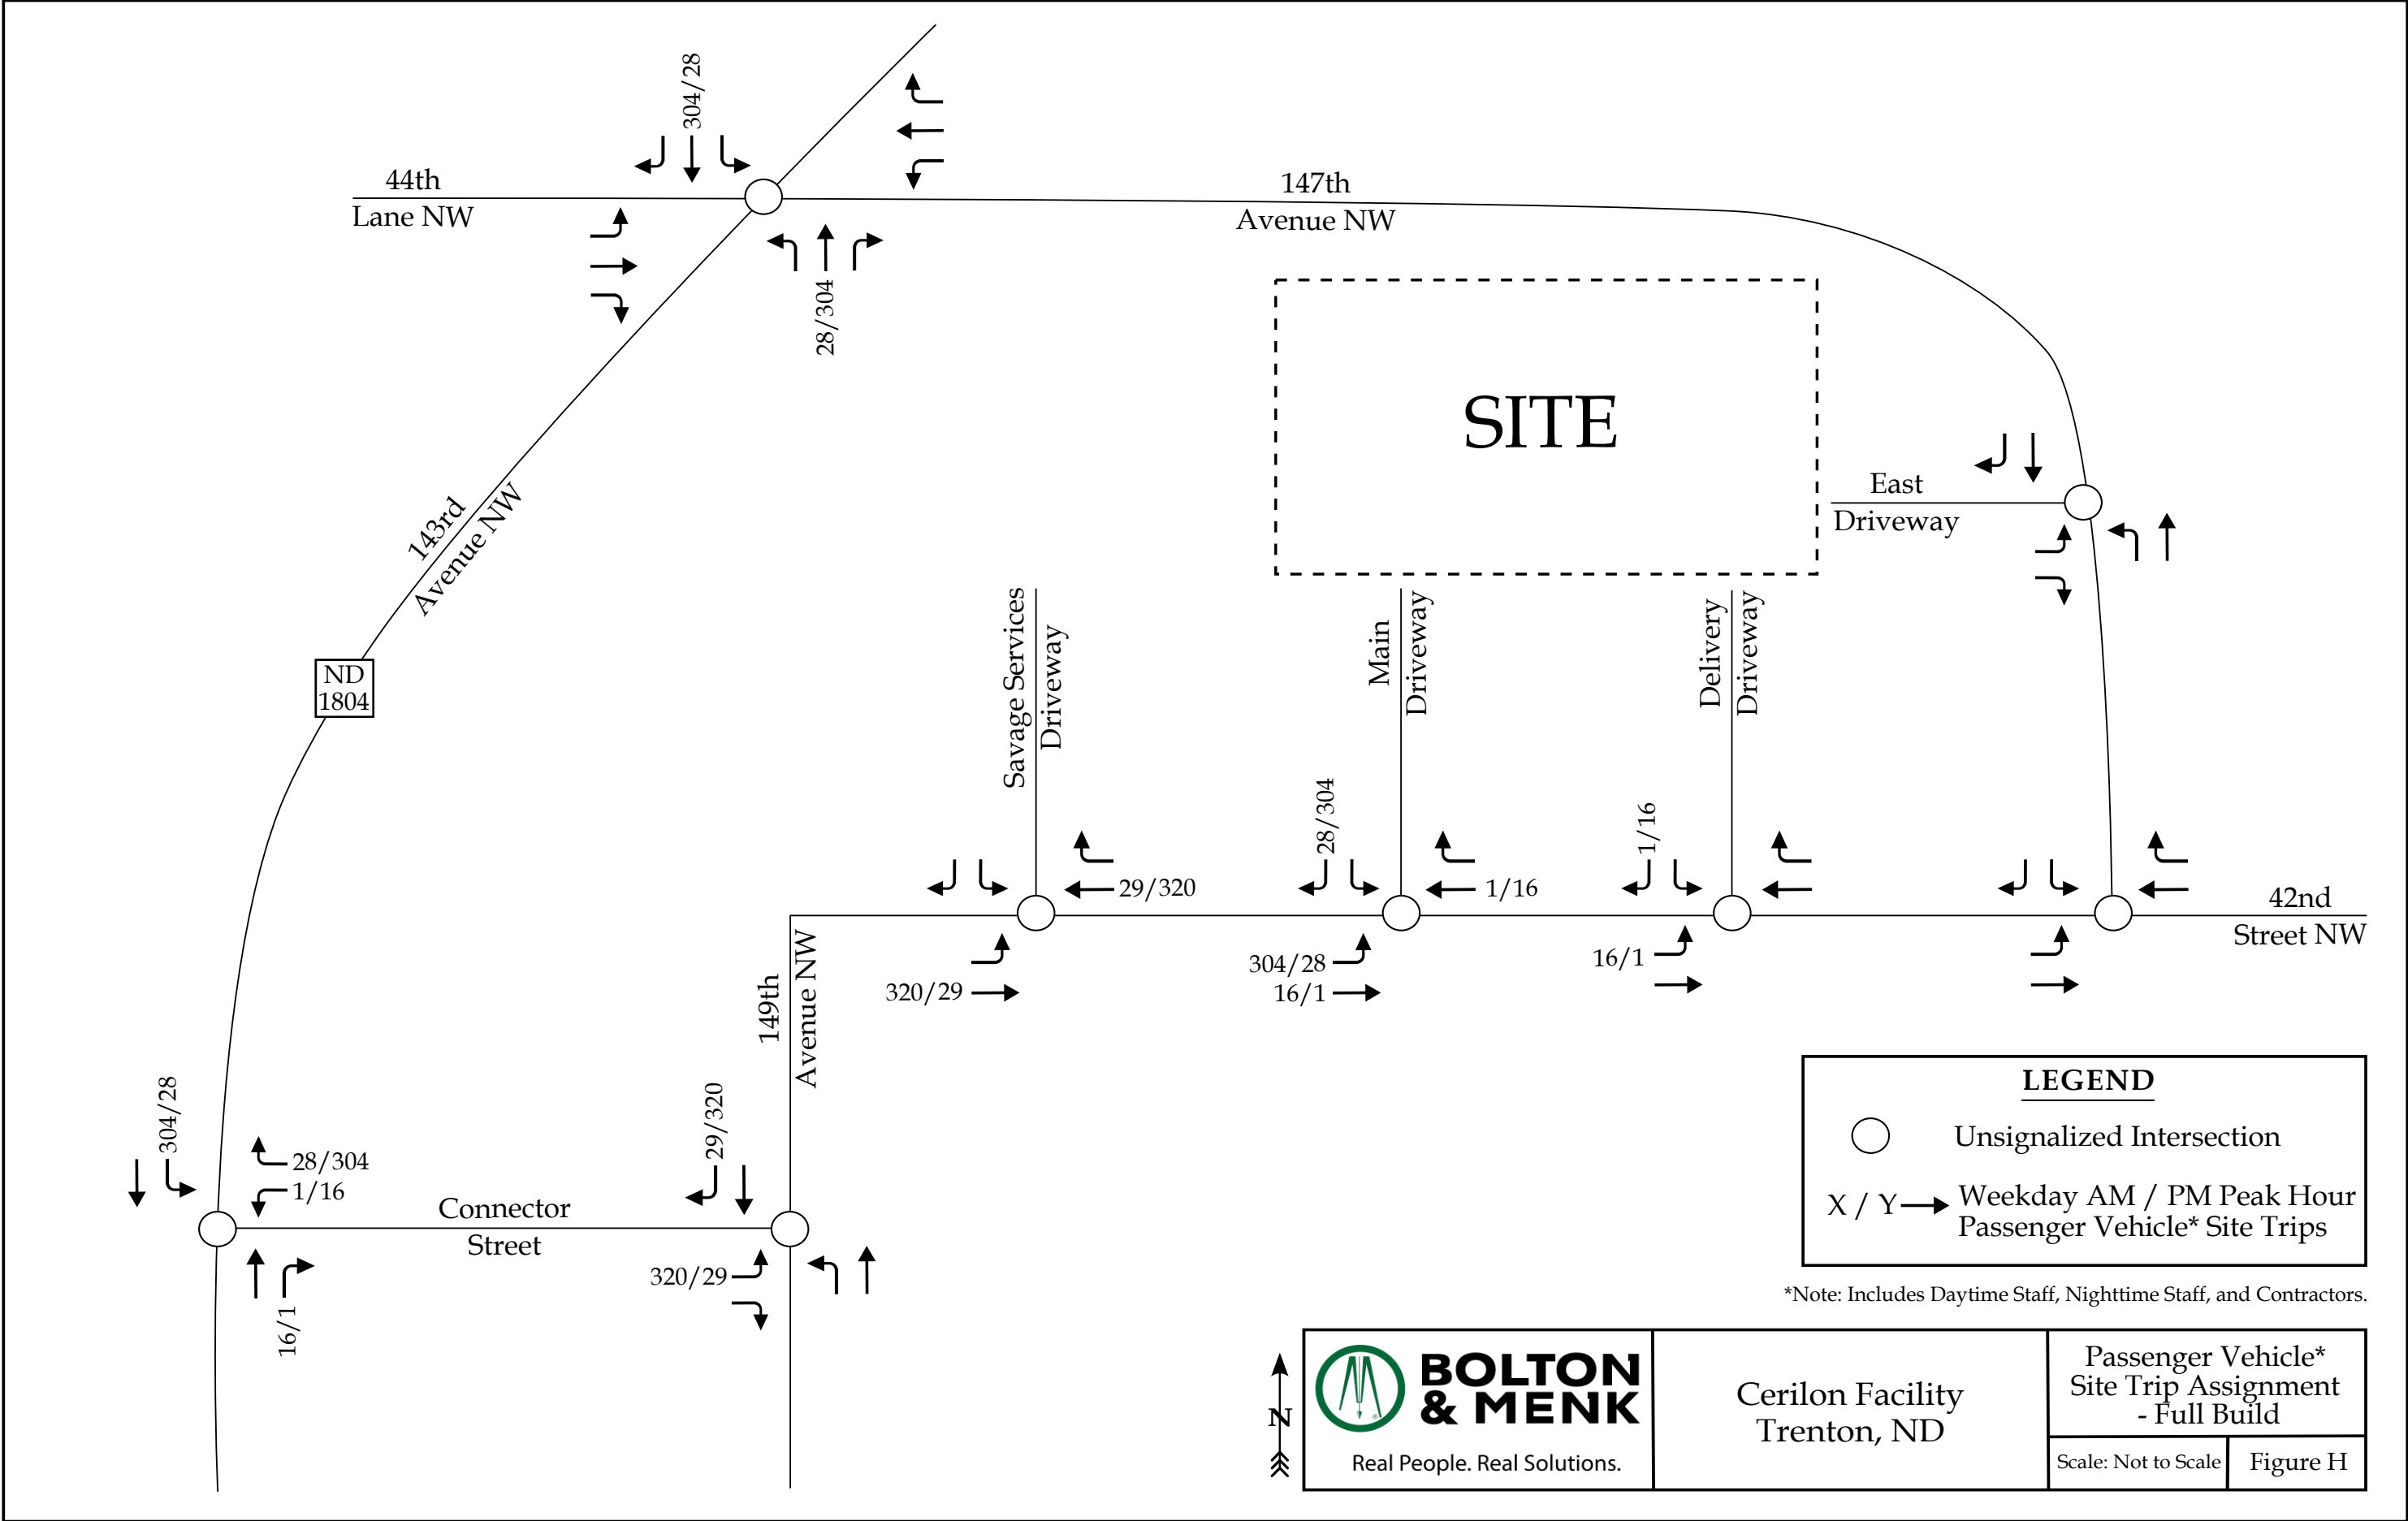 304/28
44th
Lane NW
147th
Avenue NW
28/304
SITE
143rd
Avenue NW
East
Driveway
ND
1804
Savage Services
Driveway
Main
Driveway
Delivery
Driveway
28/304
1/16
29/320
1/16
42nd
Street NW
320/29
304/28
16/1
16/1
149th
Avenue NW
304/28
28/304
1/16
29/320
Connector
Street
320/29
16/1
LEGEND
Unsignalized Intersection
X / Y Weekday AM / PM Peak Hour
Passenger Vehicle* Site Trips
*Note: Includes Daytime Staff, Nighttime Staff, and Contractors.
N
BOLTON
& MENK
®
Real People. Real Solutions.
Cerilon Facility
Trenton, ND
Passenger Vehicle*
Site Trip Assignment
- Full Build
Scale: Not to Scale
Figure H